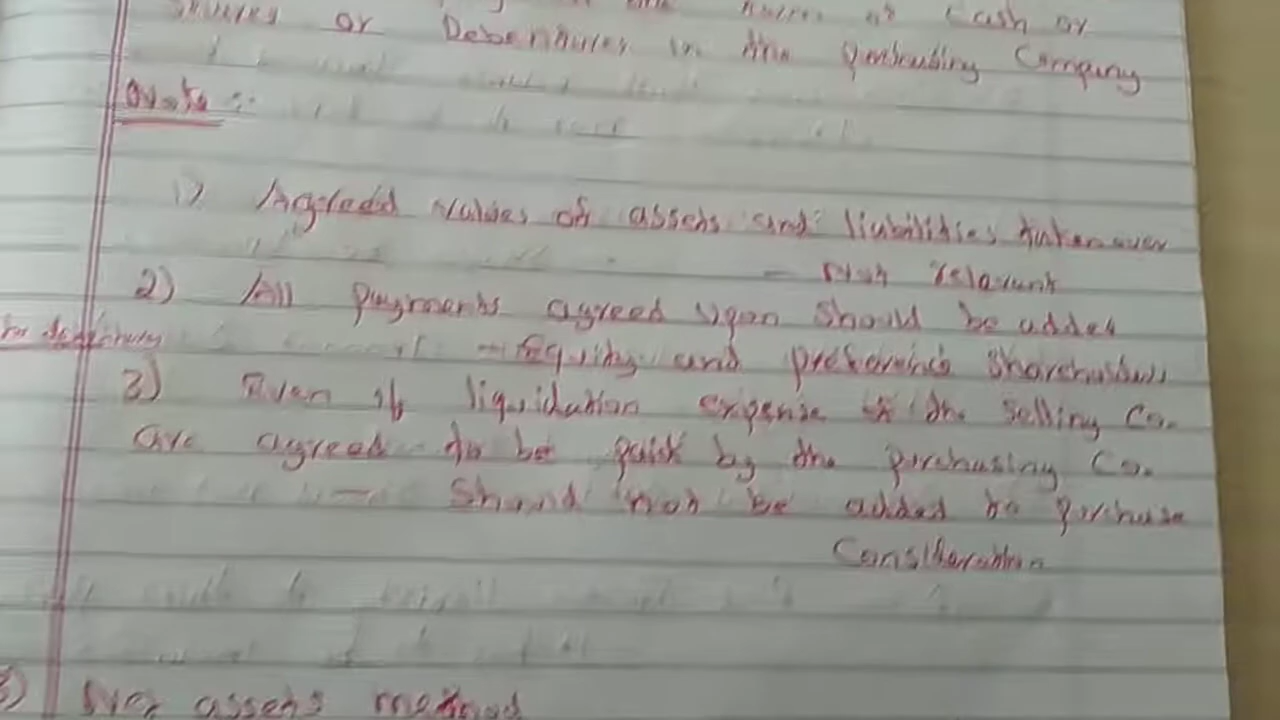 Shares or Debentures in the purchasing Company
Note :-
1) Agreed values of assets and liabilities taken over
- Not relevant
2) All payments agreed upon should be added
- Equity and preference shareholders
3) Even if liquidation expense of the selling Co.
are agreed to be paid by the purchasing Co.
- Should not be added to purchase
Consideration
3) Net assets method